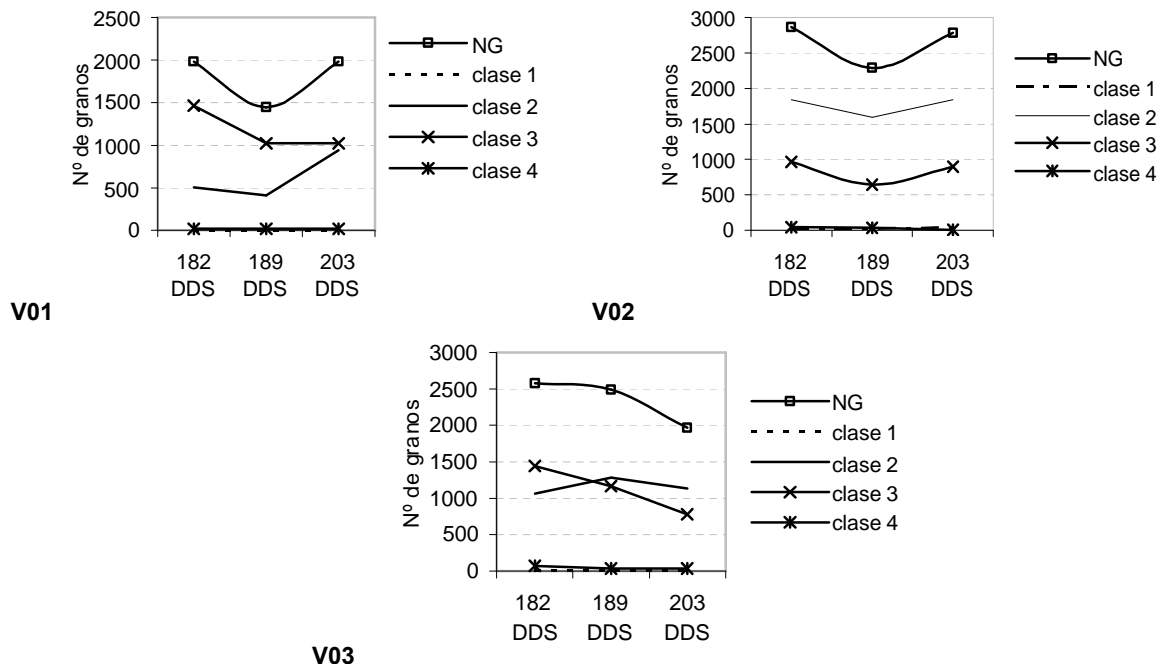 Nº de granos
2500
2000
1500
1000
500
0
182 DDS
189 DDS
203 DDS
NG
clase 1
clase 2
clase 3
clase 4
V01
Nº de granos
3000
2500
2000
1500
1000
500
0
182 DDS
189 DDS
203 DDS
NG
clase 1
clase 2
clase 3
clase 4
V02
Nº de granos
3000
2500
2000
1500
1000
500
0
182 DDS
189 DDS
203 DDS
NG
clase 1
clase 2
clase 3
clase 4
V03